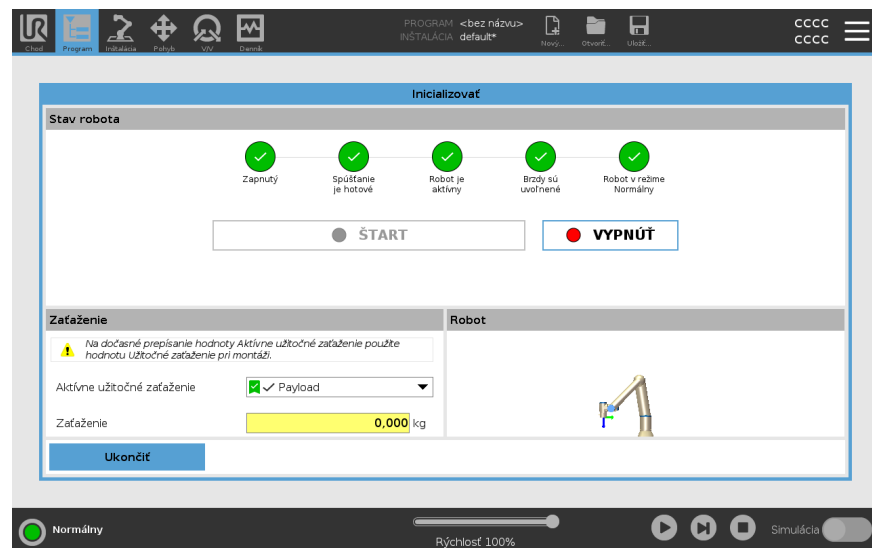 PROGRAM <bez názvu>
INŠTALÁCIA default*
UR
Chod
Program
Inštalácia
Pohyb
V/V
Denník
Nový...
Otvoriť...
Uložiť...
CCCC
CCCC
Inicializovať
Stav robota
Zapnutý
Spúšťanie
je hotové
Robot je
aktívny
Brzdy sú
uvoľnené
Robot v režime
Normálny
ŠTART
VYPNÚŤ
Zaťaženie
Na dočasné prepísanie hodnoty Aktívne užitočné zaťaženie použite
hodnotu Užitočné zaťaženie pri montáži.
Aktívne užitočné zaťaženie
Payload
Zaťaženie
0,000 kg
Robot
Ukončiť
Normálny
Rýchlosť 100%
Simulácia